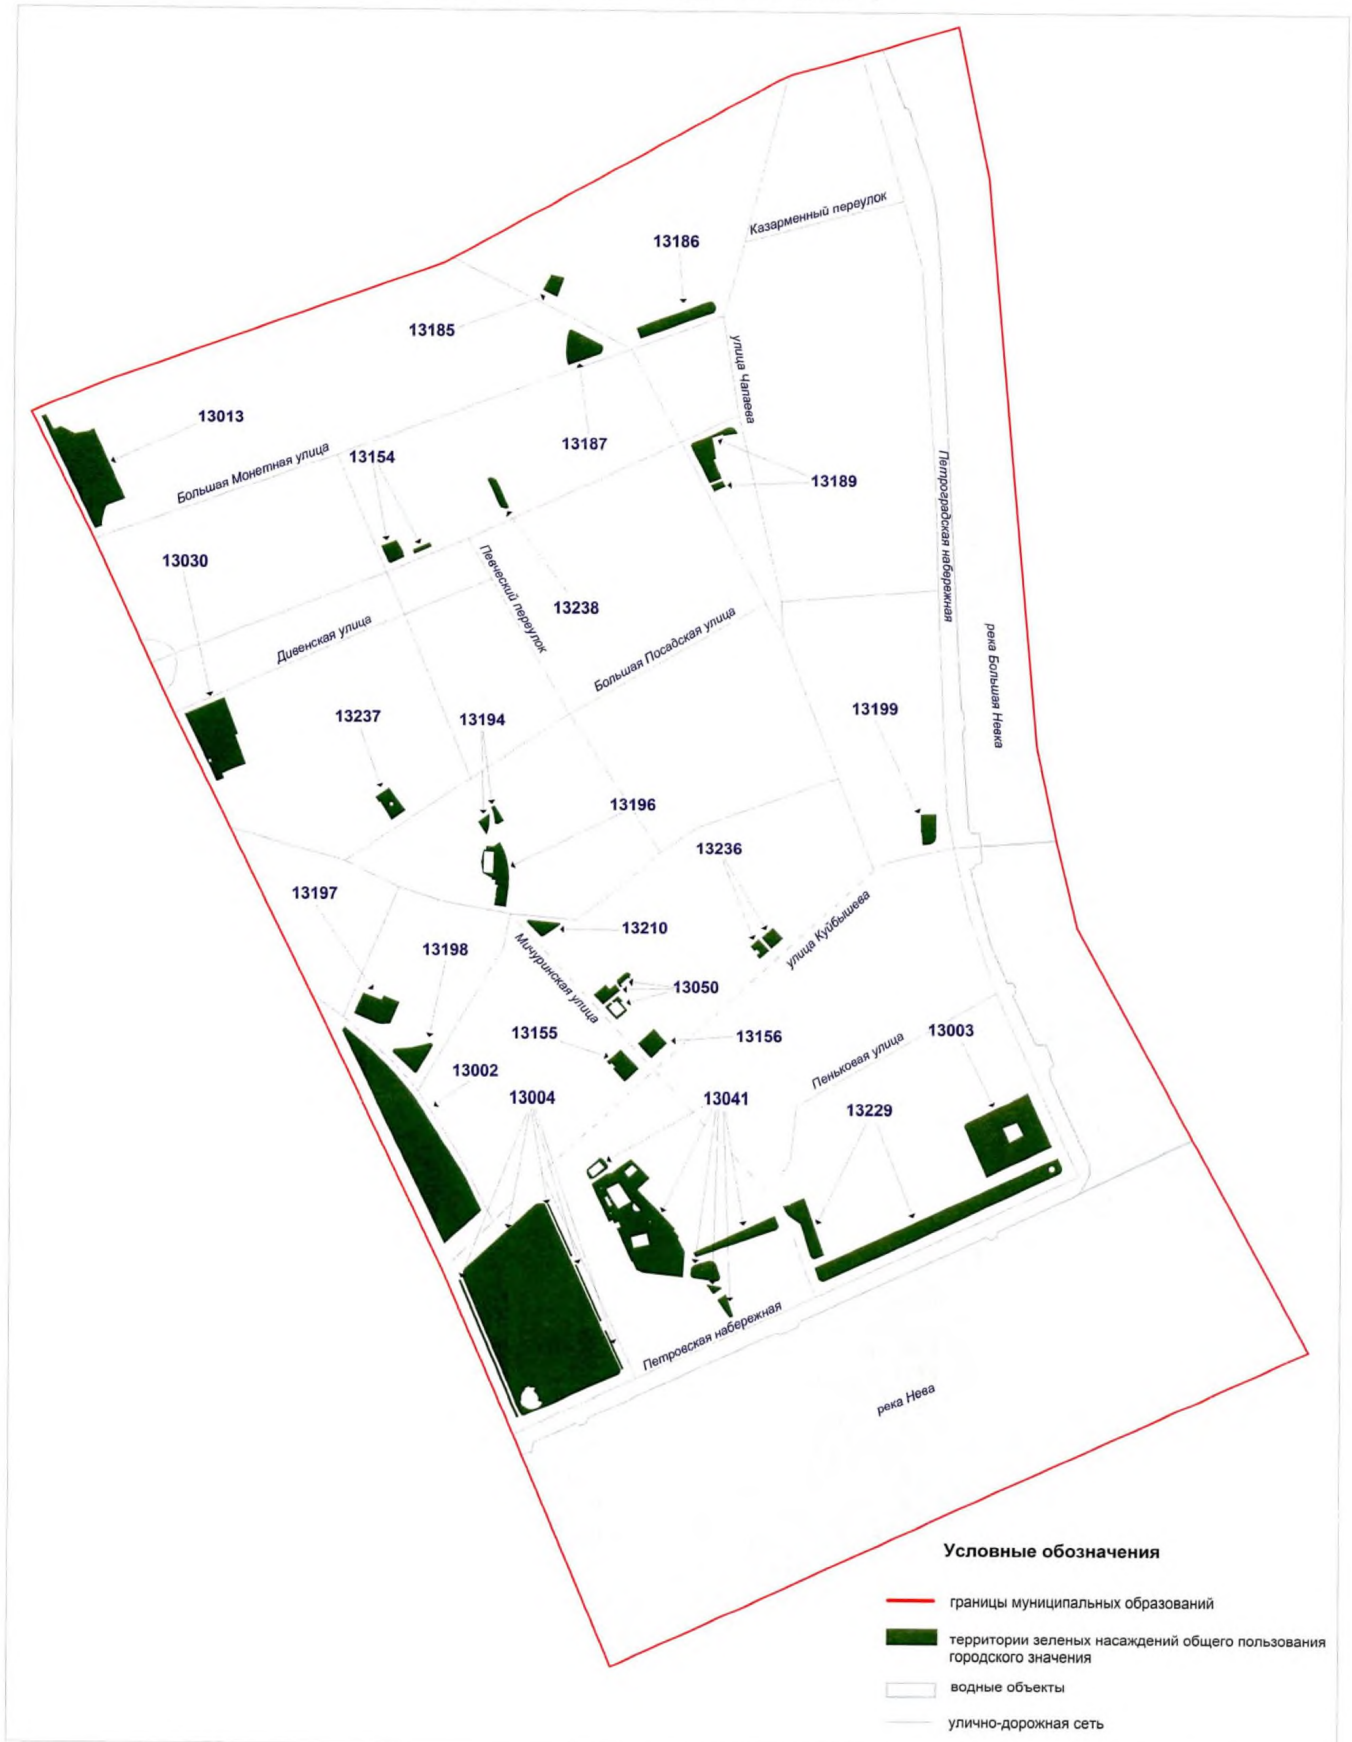 Казарменный переулок
13186
13185
улица Чапаева
13013
13187
Большая Монетная улица
13154
13189
Петроградская набережная
13030
Певческий переулок
13238
Дивенская улица
Большая Посадская улица
река Большая Невка
13237
13194
13199
13196
13236
13197
13210
улица Куйбышева
13198
Мичуринская улица
13050
13155
13156
13003
Пеньковая улица
13002
13004
13041
13229
Петровская набережная
река Нева
Условные обозначения
границы муниципальных образований
территории зеленых насаждений общего пользования
городского значения
водные объекты
улично-дорожная сеть